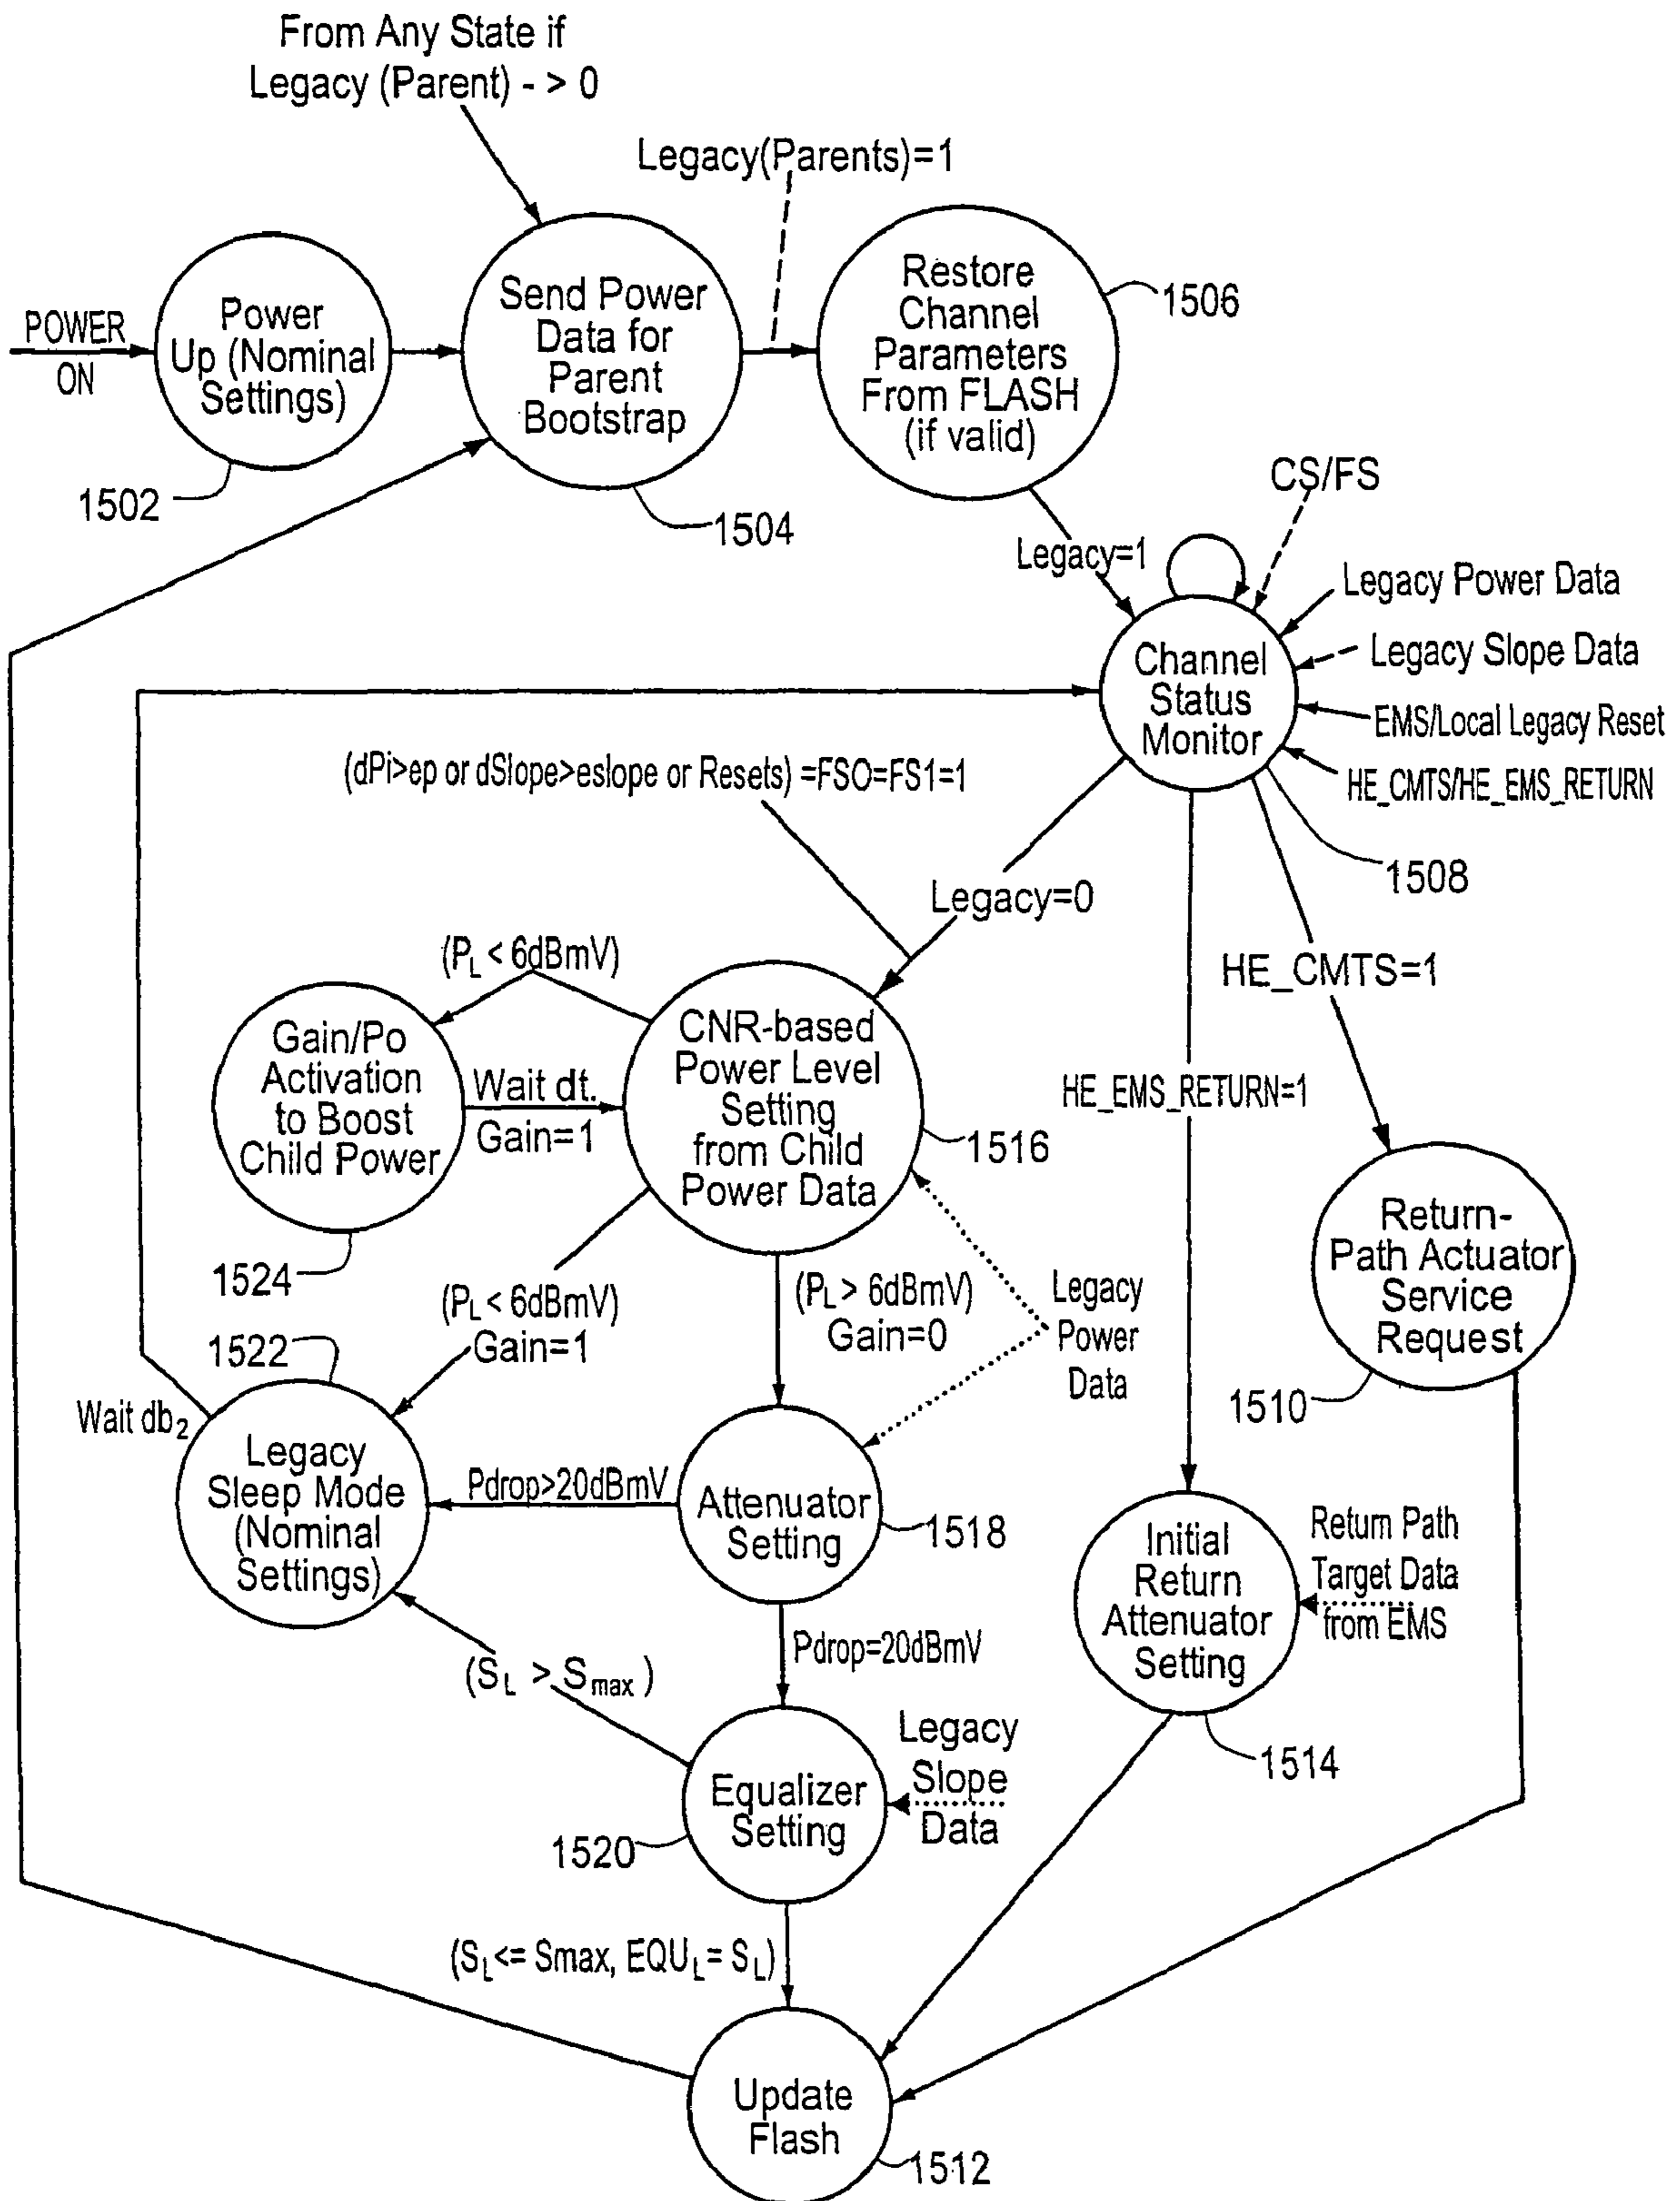 From Any State if
Legacy (Parent) - > 0
Legacy(Parents)=1
POWER
ON
Power
Up (Nominal
Settings)
1502
Send Power
Data for
Parent
Bootstrap
1504
Restore
Channel
Parameters
From FLASH
(if valid)
1506
Legacy=1
CS/FS
Legacy Power Data
Legacy Slope Data
EMS/Local Legacy Reset
HE_CMTS/HE_EMS_RETURN
Channel
Status
Monitor
1508
(dPi>ep or dSlope>eslope or Resets) =FSO=FS1=1
Legacy=0
HE_CMTS=1
HE_EMS_RETURN=1
(PL < 6dBmV)
Gain/Po
Activation
to Boost
Child Power
1524
Wait dt.
Gain=1
CNR-based
Power Level
Setting
from Child
Power Data
1516
Return-
Path Actuator
Service
Request
1510
(PL < 6dBmV)
Gain=1
(PL > 6dBmV)
Gain=0
Legacy
Power
Data
1522
Wait db2
Legacy
Sleep Mode
(Nominal
Settings)
Pdrop>20dBmV
Attenuator
Setting
1518
Initial
Return
Attenuator
Setting
1514
Return Path
Target Data
from EMS
Pdrop=20dBmV
(SL > Smax )
Equalizer
Setting
1520
Legacy
Slope
Data
(SL<= Smax, EQUL= SL)
Update
Flash
1512